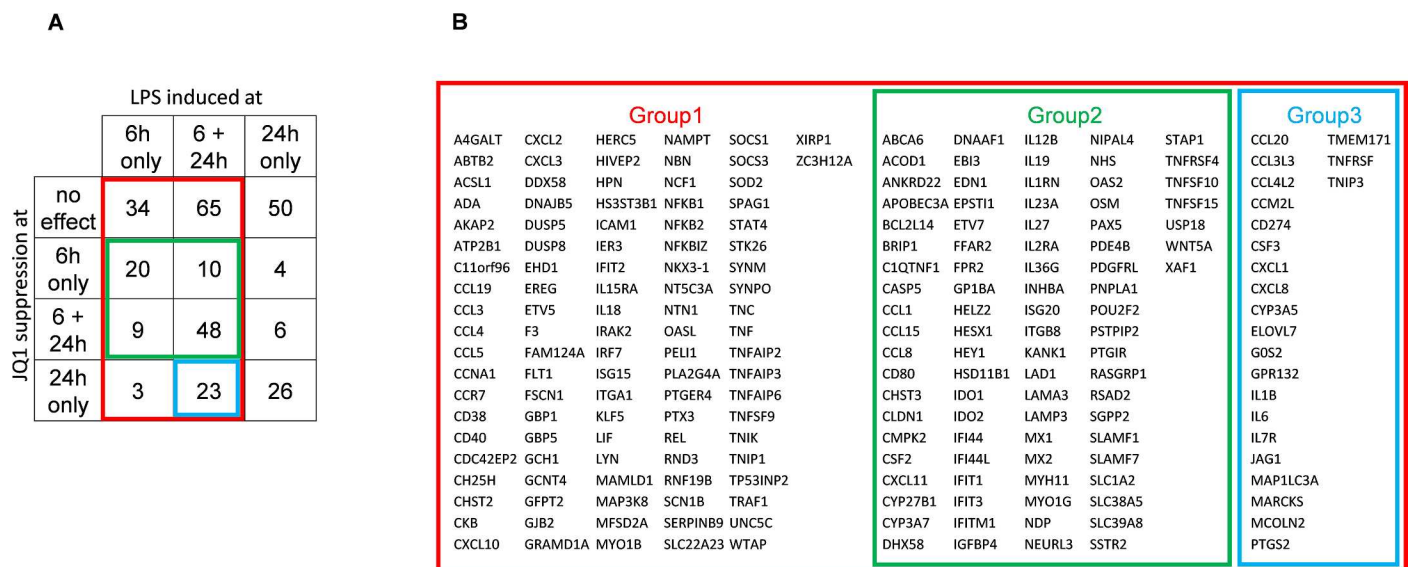 A
B
LPS induced at
6h only
6 + 24h
24h only
JQ1 suppression at
no effect
34 65 50
6h only
20 10 4
6 + 24h
9 48 6
24h only
3 23 26
Group1
A4GALT CXCL2 HERC5 NAMPT SOCS1 XIRP1
ABTB2 CXCL3 HIVEP2 NBN SOCS3 ZC3H12A
ACSL1 DDX58 HPN NCF1 SOD2
ADA DNAJB5 HS3ST3B1 NFKB1 SPAG1
AKAP2 DUSP5 ICAM1 NFKB2 STAT4
ATP2B1 DUSP8 IER3 NFKBIZ STK26
C11orf96 EHD1 IFIT2 NKX3-1 SYNM
CCL19 EREG IL15RA NT5C3A SYNPO
CCL3 ETV5 IL18 NTN1 TNC
CCL4 F3 IRAK2 OASL TNF
CCL5 FAM124A IRF7 PELI1 TNFAIP2
CCNA1 FLT1 ISG15 PLA2G4A TNFAIP3
CCR7 FSCN1 ITGA1 PTGER4 TNFAIP6
CD38 GBP1 KLF5 PTX3 TNFSF9
CD40 GBP5 LIF REL TNIK
CDC42EP2 GCH1 LYN RND3 TNIP1
CH25H GCNT4 MAMLD1 RNF19B TP53INP2
CHST2 GFPT2 MAP3K8 SCN1B TRAF1
CKB GJB2 MFSD2A SERPINB9 UNC5C
CXCL10 GRAMD1A MYO1B SLC22A23 WTAP
Group2
ABCA6 DNAAF1 IL12B NIPAL4 STAP1
ACOD1 EBI3 IL19 NHS TNFRSF4
ANKRD22 EDN1 IL1RN OAS2 TNFSF10
APOBEC3A EPSTI1 IL23A OSM TNFSF15
BCL2L14 ETV7 IL27 PAX5 USP18
BRIP1 FFAR2 IL2RA PDE4B WNT5A
C1QTNF1 FPR2 IL36G PDGFRL XAF1
CASP5 GP1BA INHBA PNPLA1
CCL1 HELZ2 ISG20 POU2F2
CCL15 HESX1 ITGB8 PSTPIP2
CCL8 HEY1 KANK1 PTGIR
CD80 HSD11B1 LAD1 RASGRP1
CHST3 IDO1 LAMA3 RSAD2
CLDN1 IDO2 LAMP3 SGPP2
CMPK2 IFI44 MX1 SLAMF1
CSF2 IFI44L MX2 SLAMF7
CXCL11 IFIT1 MYH11 SLC1A2
CYP27B1 IFIT3 MYO1G SLC38A5
CYP3A7 IFITM1 NDP SLC39A8
DHX58 IGFBP4 NEURL3 SSTR2
Group3
CCL20 TMEM171
CCL3L3 TNFRSF
CCL4L2 TNIP3
CCM2L
CD274
CSF3
CXCL1
CXCL8
CYP3A5
ELOVL7
G0S2
GPR132
IL1B
IL6
IL7R
JAG1
MAP1LC3A
MARCKS
MCOLN2
PTGS2